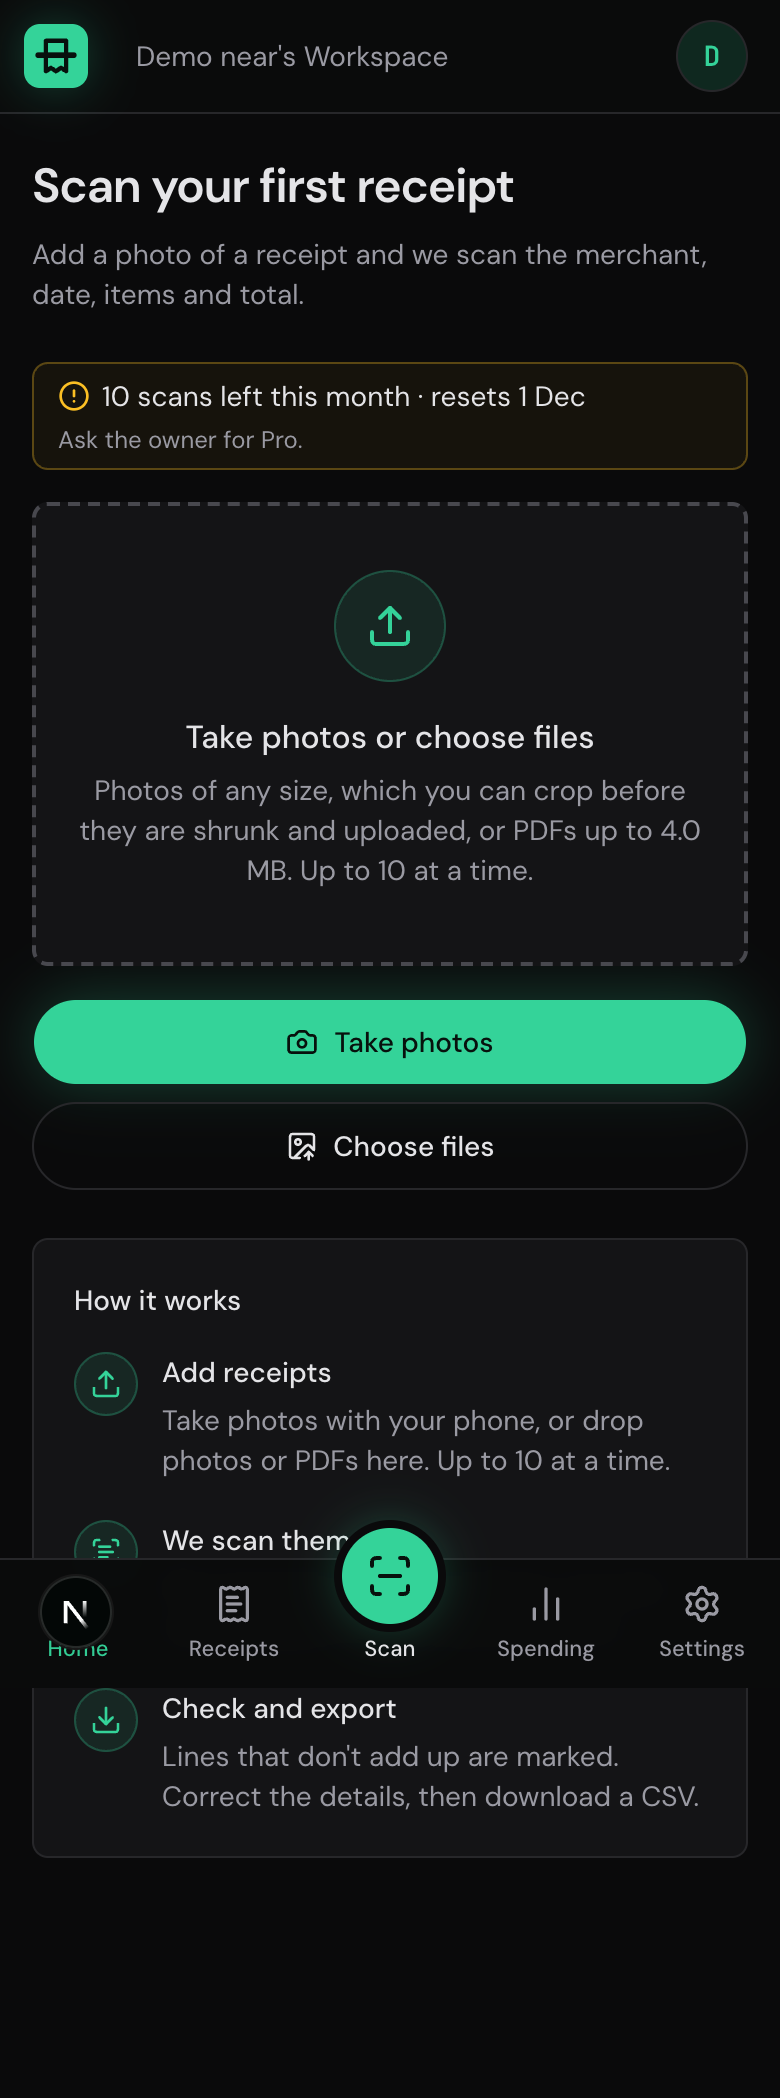 Demo near's Workspace
D
Scan your first receipt
Add a photo of a receipt and we scan the merchant,
date, items and total.
10 scans left this month · resets 1 Dec
Ask the owner for Pro.
Take photos or choose files
Photos of any size, which you can crop before
they are shrunk and uploaded, or PDFs up to 4.0
MB. Up to 10 at a time.
Take photos
Choose files
How it works
Add receipts
Take photos with your phone, or drop
photos or PDFs here. Up to 10 at a time.
We scan them
N
Home
Receipts
Scan
Spending
Settings
Check and export
Lines that don't add up are marked.
Correct the details, then download a CSV.